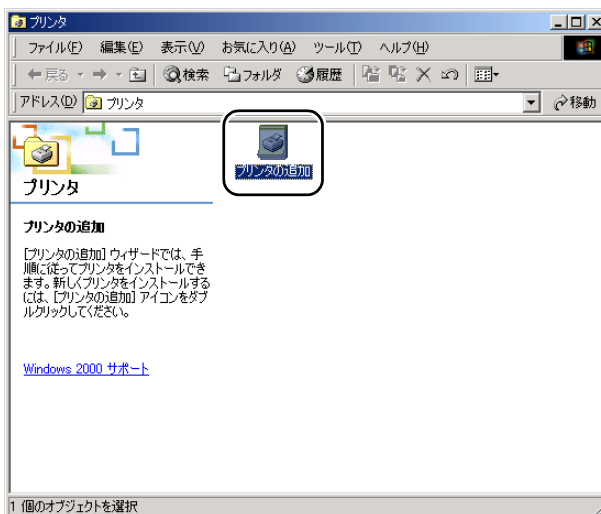 プリンタ
ファイル(F) 編集(E) 表示(V) お気に入り(A) ツール(T) ヘルプ(H)
戻る 検索 フォルダ 履歴
アドレス(D) プリンタ 移動
プリンタの追加
プリンタ
プリンタの追加
[プリンタの追加] ウィザードでは、手
順に従ってプリンタをインストールでき
ます。新しくプリンタをインストールする
には、[プリンタの追加] アイコンをダブ
ルクリックしてください。
Windows 2000 サポート
1 個のオブジェクトを選択